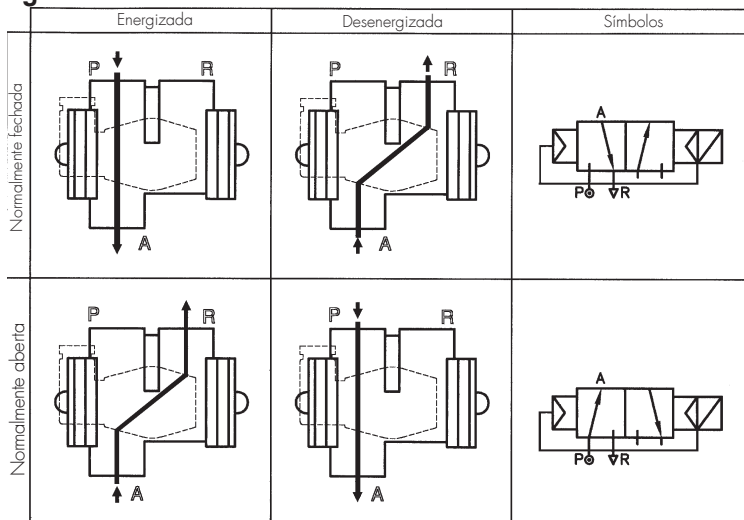 g
Energizada Desenergizada Símbolos
Normalmente fechada
P R
A
P R
A
A
P R
Normalmente aberta
P R
A
P R
A
A
P R